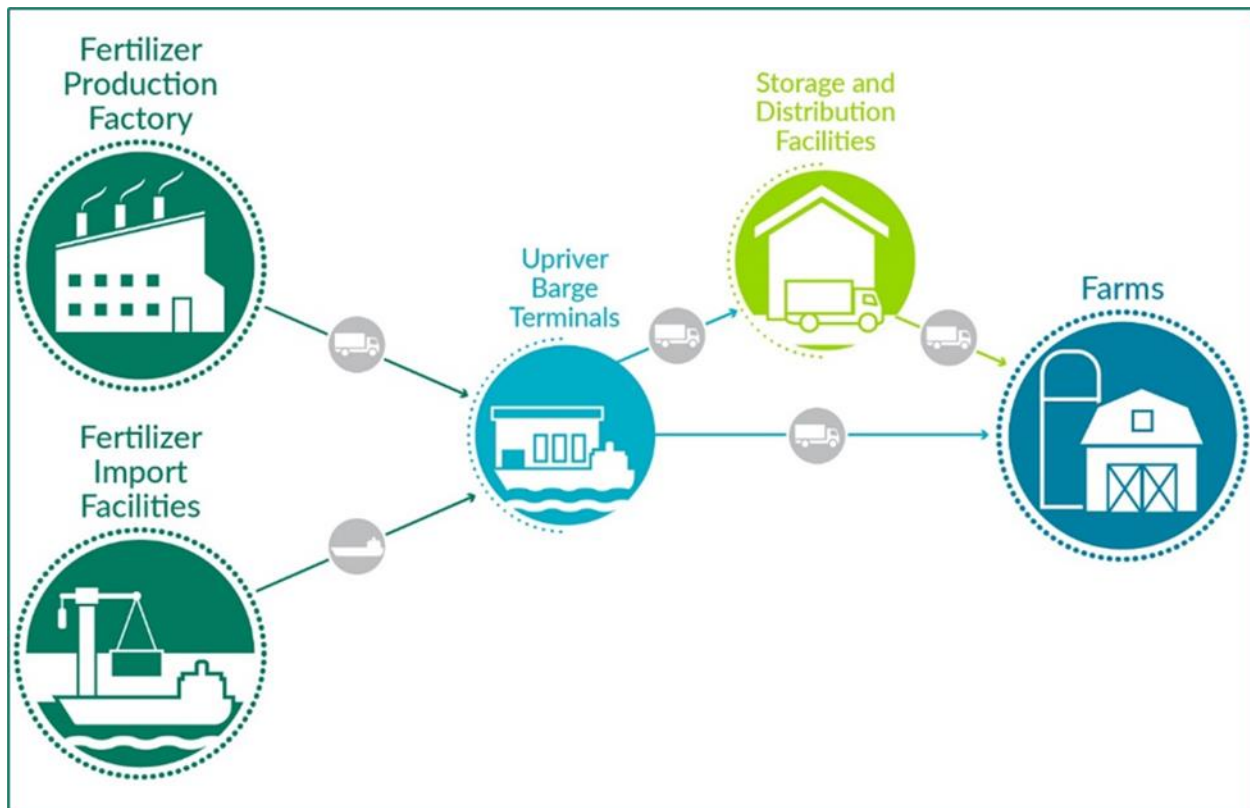 Fertilizer
Production
Factory
Storage and
Distribution
Facilities
Upriver
Barge
Terminals
Farms
Fertilizer
Import
Facilities